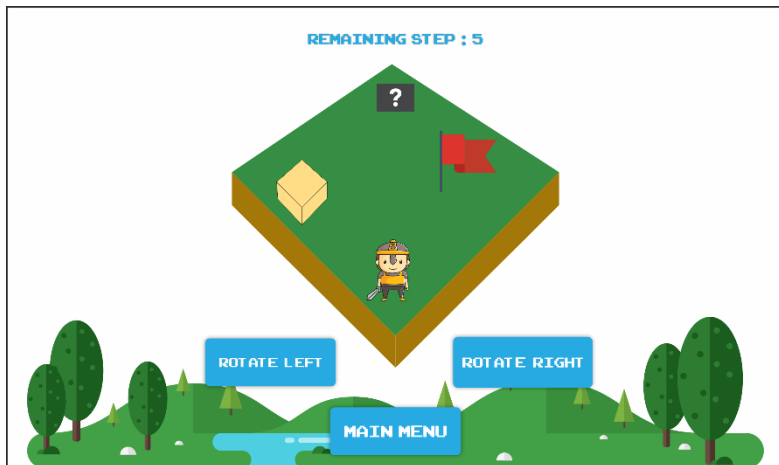 REMAINING STEP : 5
?
ROTATE LEFT
ROTATE RIGHT
MAIN MENU